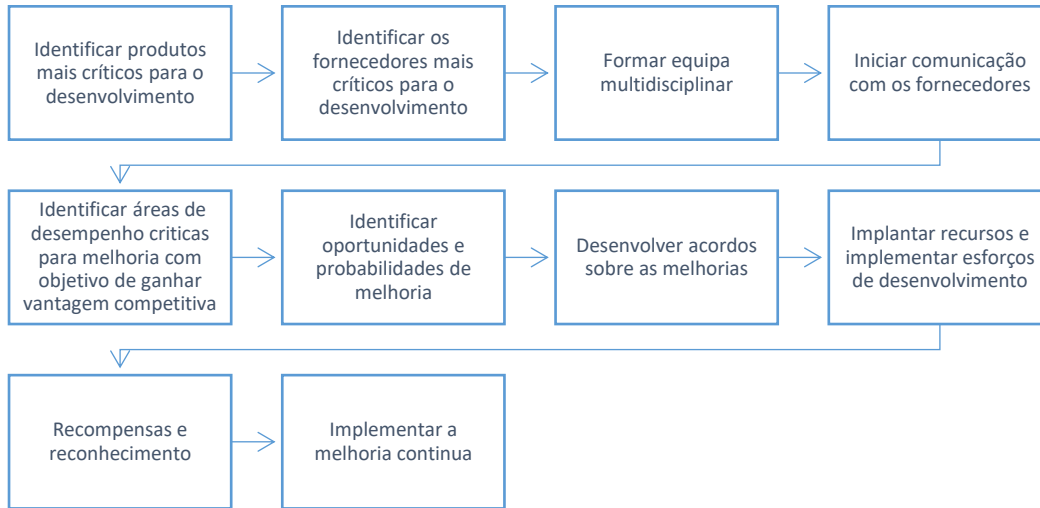 Identificar produtos
mais críticos para o
desenvolvimento
Identificar os
fornecedores mais
críticos para o
desenvolvimento
Formar equipa
multidisciplinar
Iniciar comunicação
com os fornecedores
Identificar áreas de
desempenho criticas
para melhoria com
objetivo de ganhar
vantagem competitiva
Identificar
oportunidades e
probabilidades de
melhoria
Desenvolver acordos
sobre as melhorias
Implantar recursos e
implementar esforços
de desenvolvimento
Recompensas e
reconhecimento
Implementar a
melhoria continua